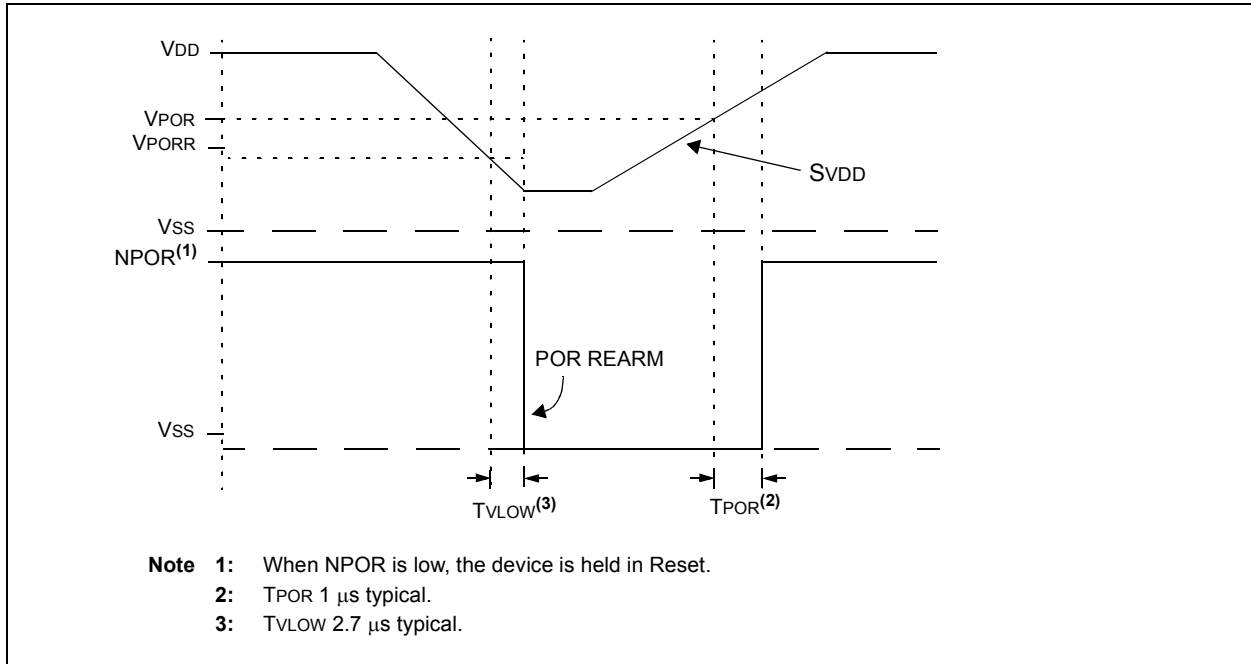 VDD
VPOR
VPORR
SVDD
VSS
NPOR(1)
POR REARM
VSS
TVLOW(3)
TPOR(2)
Note 1: When NPOR is low, the device is held in Reset.
2: TPOR 1 μs typical.
3: TVLOW 2.7 μs typical.